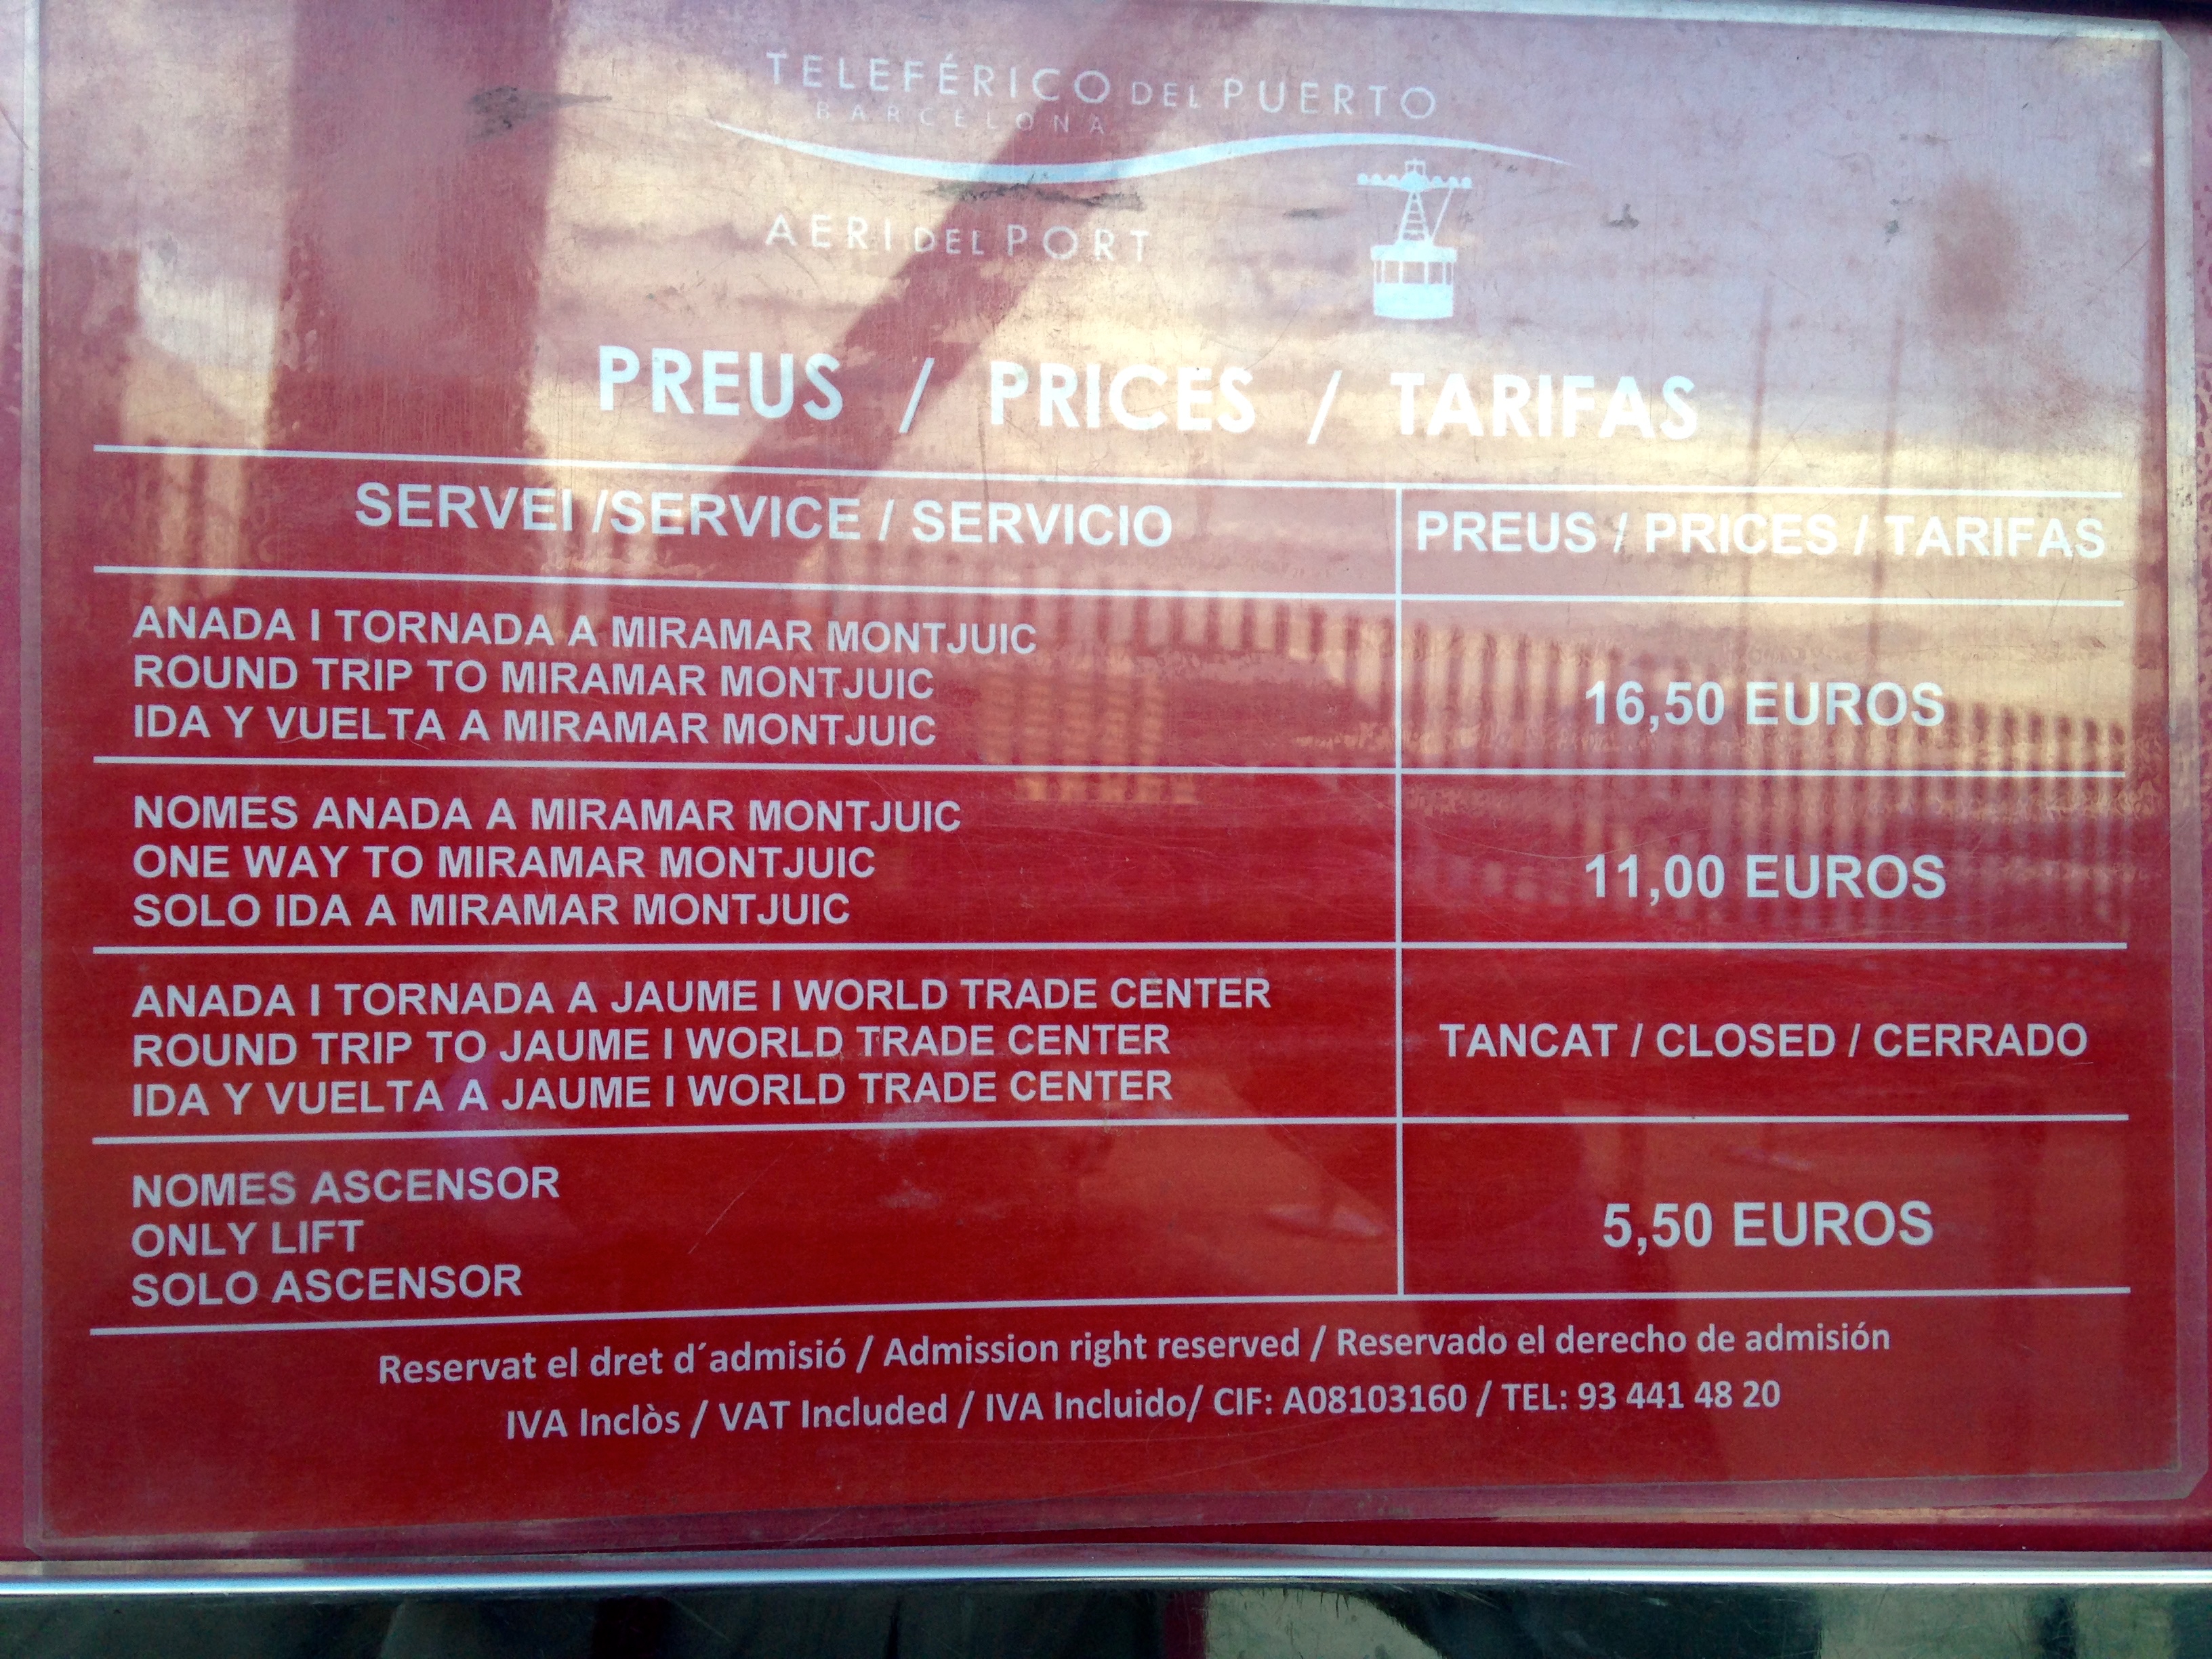 TELEFÉRICO DEL PUERTO
BARCELONA
AERI DEL PORT
PREUS / PRICES / TARIFAS
SERVEI /SERVICE / SERVICIO
PREUS / PRICES / TARIFAS
ANADA I TORNADA A MIRAMAR MONTJUIC
ROUND TRIP TO MIRAMAR MONTJUIC
IDA Y VUELTA A MIRAMAR MONTJUIC
16,50 EUROS
NOMES ANADA A MIRAMAR MONTJUIC
ONE WAY TO MIRAMAR MONTJUIC
SOLO IDA A MIRAMAR MONTJUIC
11,00 EUROS
ANADA I TORNADA A JAUME I WORLD TRADE CENTER
ROUND TRIP TO JAUME I WORLD TRADE CENTER
IDA Y VUELTA A JAUME I WORLD TRADE CENTER
TANCAT / CLOSED / CERRADO
NOMES ASCENSOR
ONLY LIFT
SOLO ASCENSOR
5,50 EUROS
Reservat el dret d´admisió / Admission right reserved / Reservado el derecho de admisión
IVA Inclòs / VAT Included / IVA Incluido/ CIF: A08103160 / TEL: 93 441 48 20